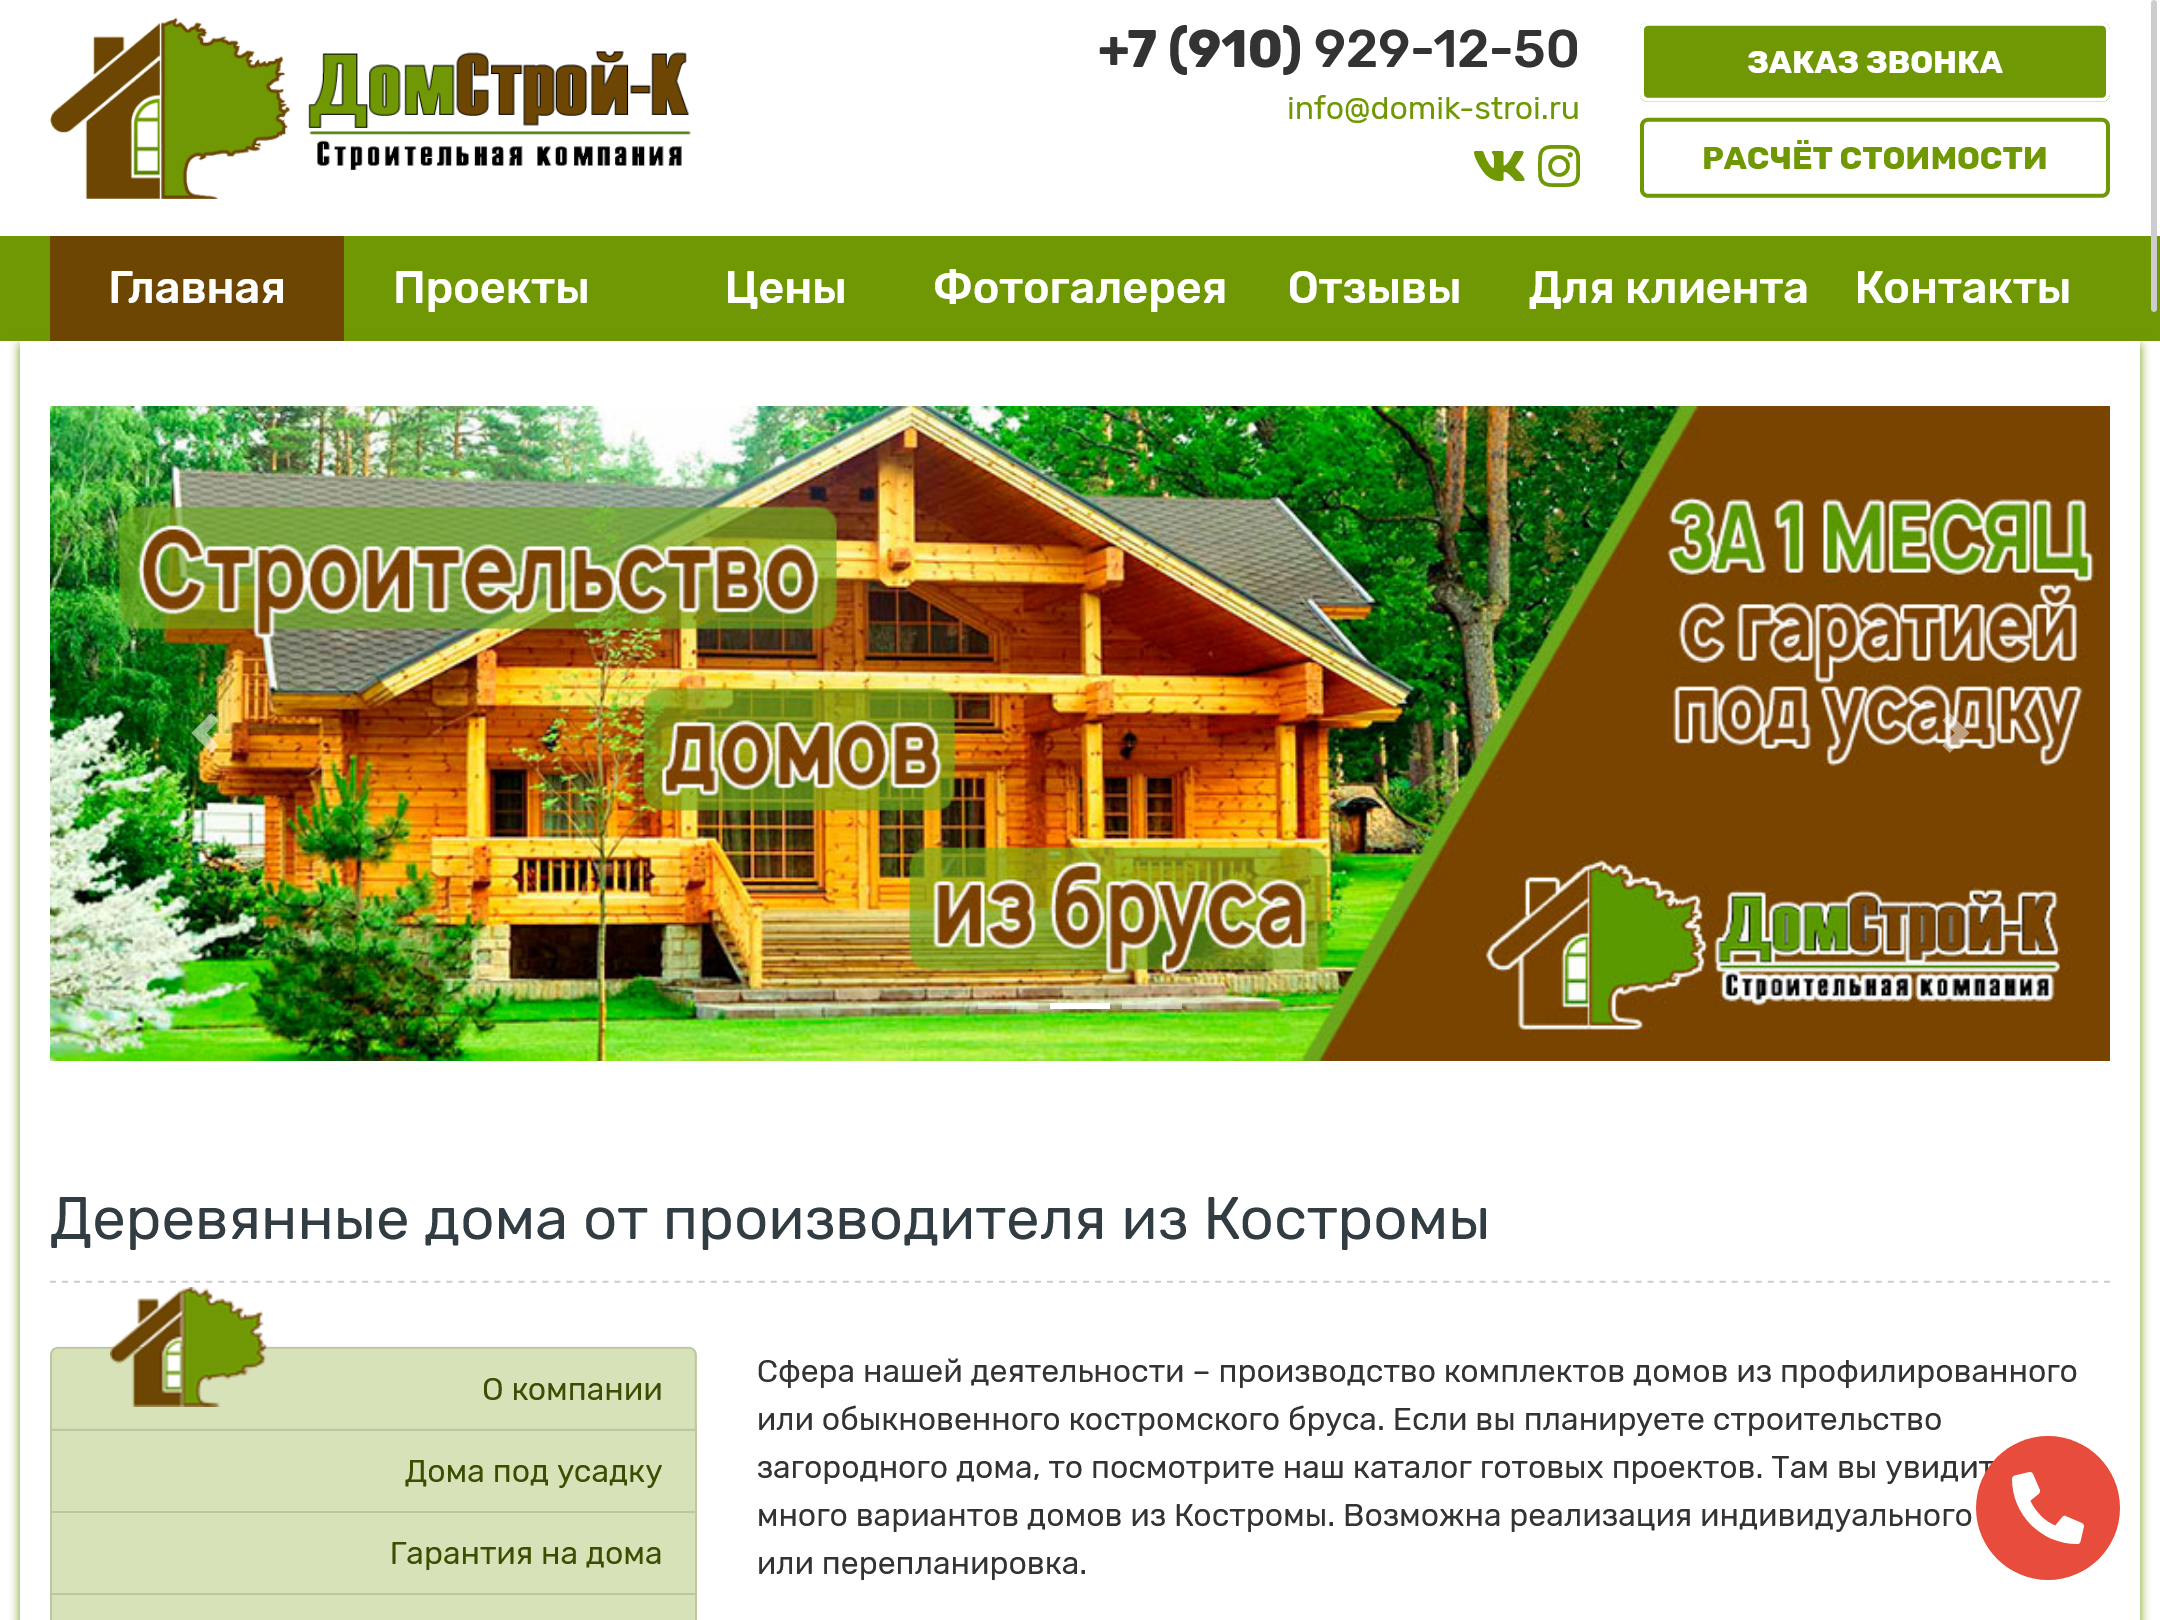 ДомСтрой-К
Строительная компания
+7 (910) 929-12-50
info@domik-stroi.ru
ЗАКАЗ ЗВОНКА
РАСЧЁТ СТОИМОСТИ
Главная
Проекты
Цены
Фотогалерея
Отзывы
Для клиента
Контакты
Строительство
домов
из бруса
ЗА 1 МЕСЯЦ
с гаратией
под усадку
ДомСтрой-К
Строительная компания
Деревянные дома от производителя из Костромы
О компании
Дома под усадку
Гарантия на дома
Сфера нашей деятельности – производство комплектов домов из профилированного
или обыкновенного костромского бруса. Если вы планируете строительство
загородного дома, то посмотрите наш каталог готовых проектов. Там вы увидит
много вариантов домов из Костромы. Возможна реализация индивидуального
или перепланировка.